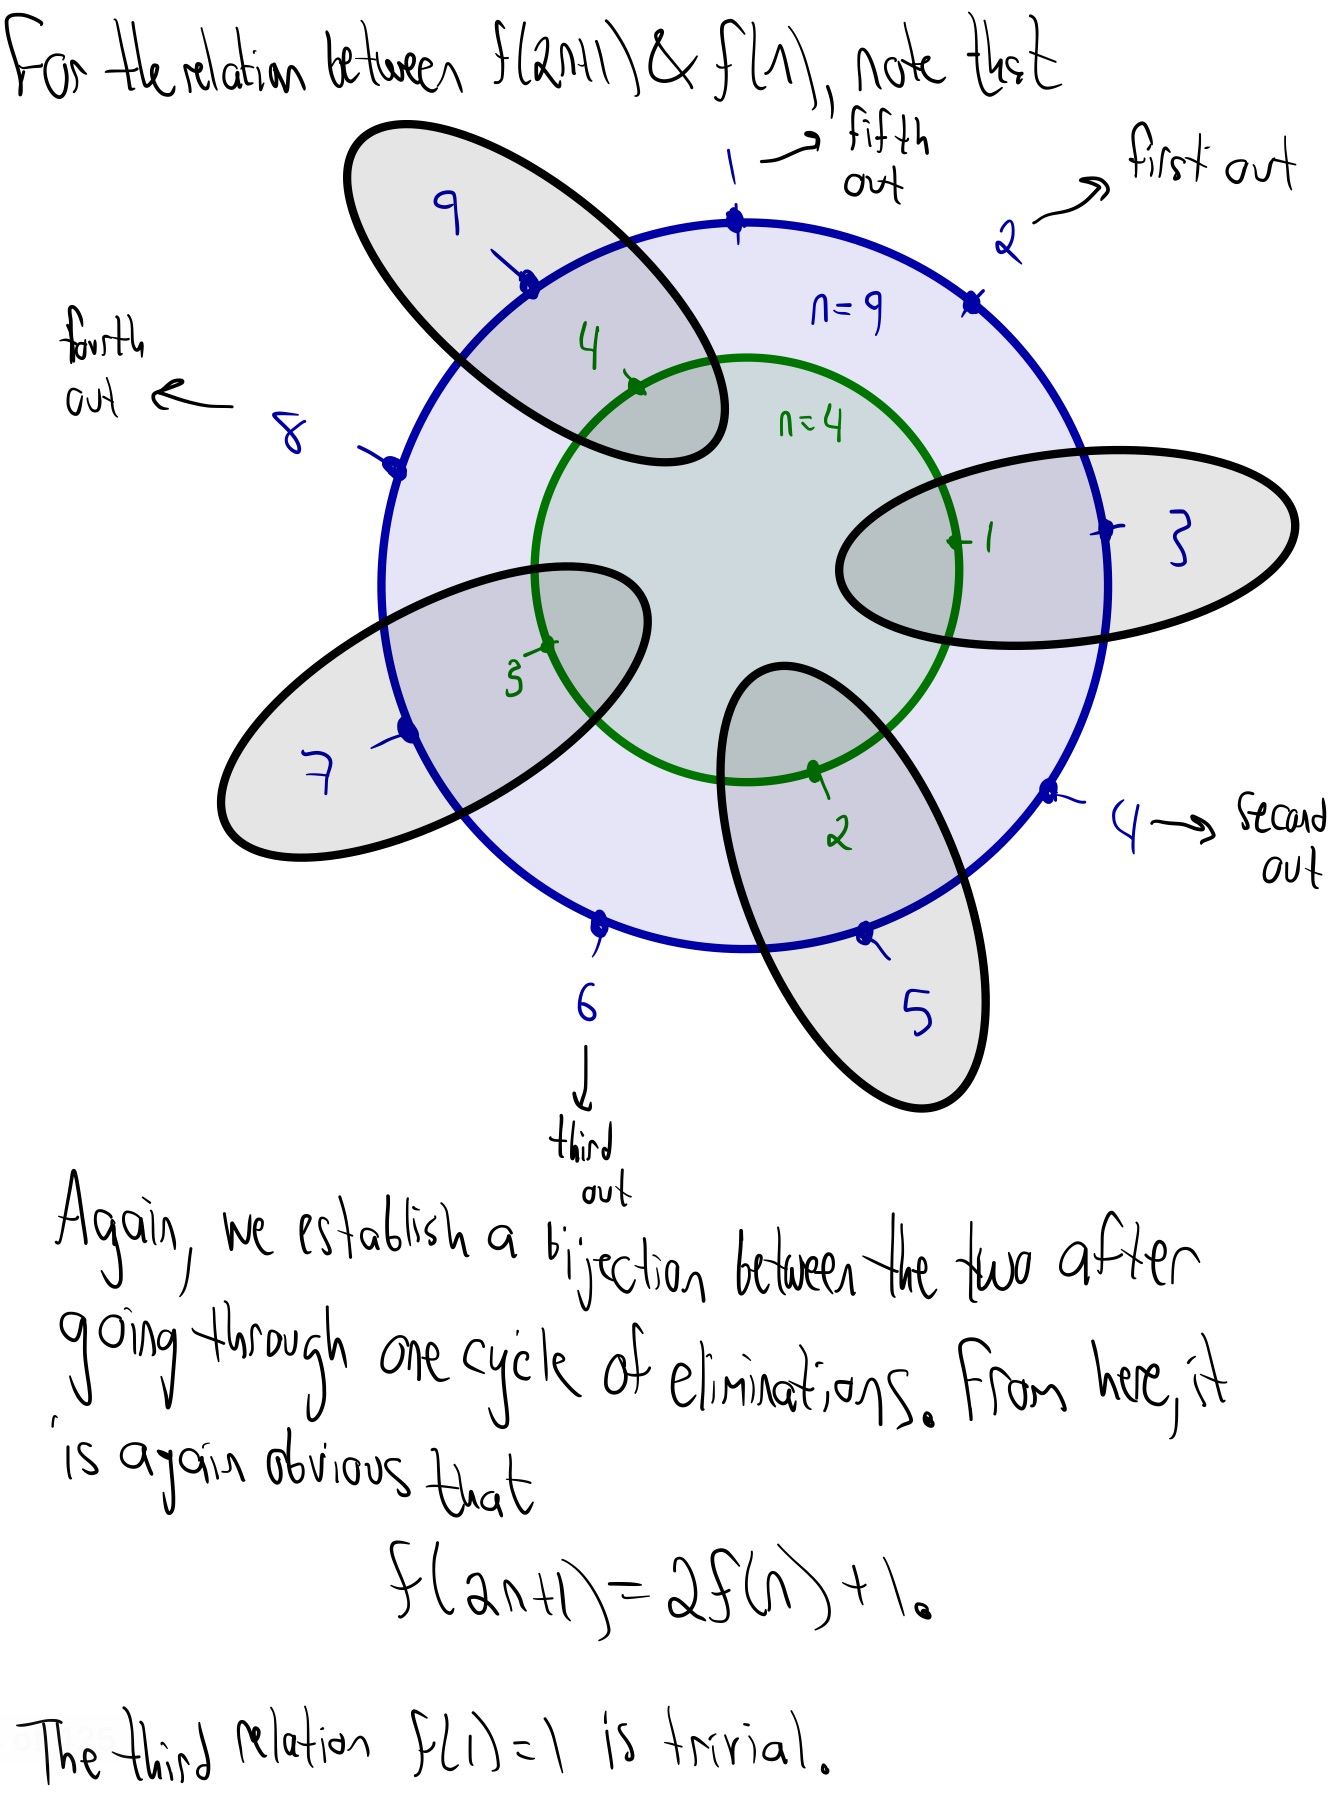 For the relation between f(2n+1) & f(n), note that
1 → fifth out
2 → first out
9
n=9
4
n=4
fourth out ←
8
1
3
3
7
2
4 → second out
5
6
↓
third out
Again, we establish a bijection between the two after
going through one cycle of eliminations. From here, it
is again obvious that
f(2n+1) = 2f(n) + 1.
The third relation f(1) = 1 is trivial.